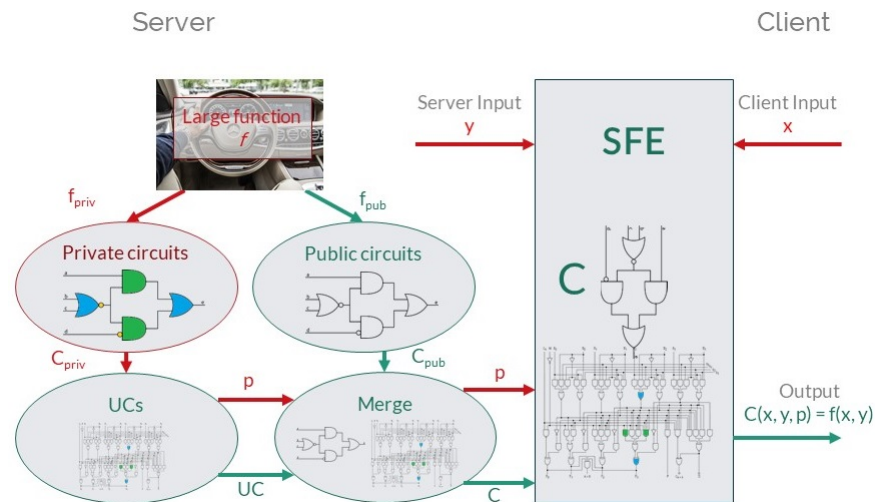 Server
Client
Large function
f
Server Input
y
Client Input
x
SFE
f_priv
f_pub
Private circuits
Public circuits
C
C_priv
C_pub
p
p
UCs
Merge
Output
C(x, y, p) = f(x, y)
UC
C